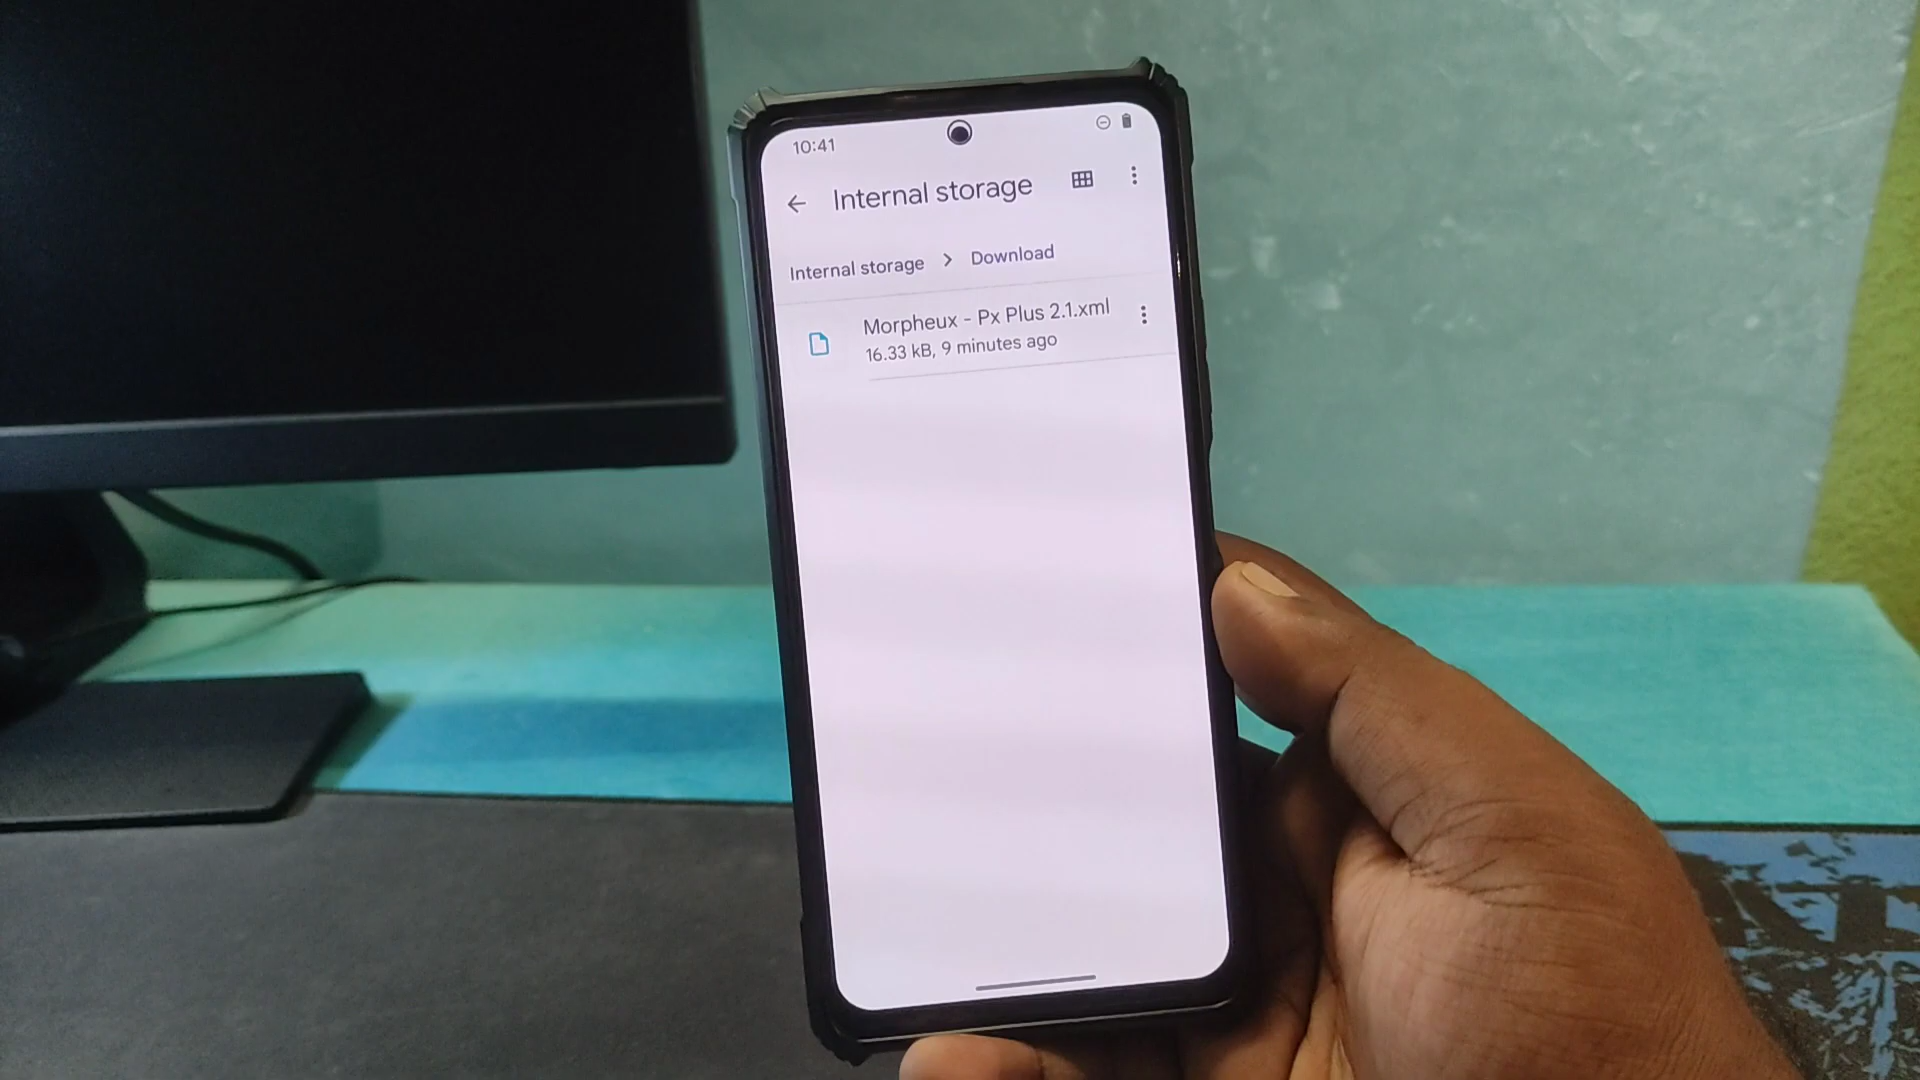 10:41
Internal storage
Internal storage > Download
Morpheux - Px Plus 2.1.xml
16.33 kB, 9 minutes ago